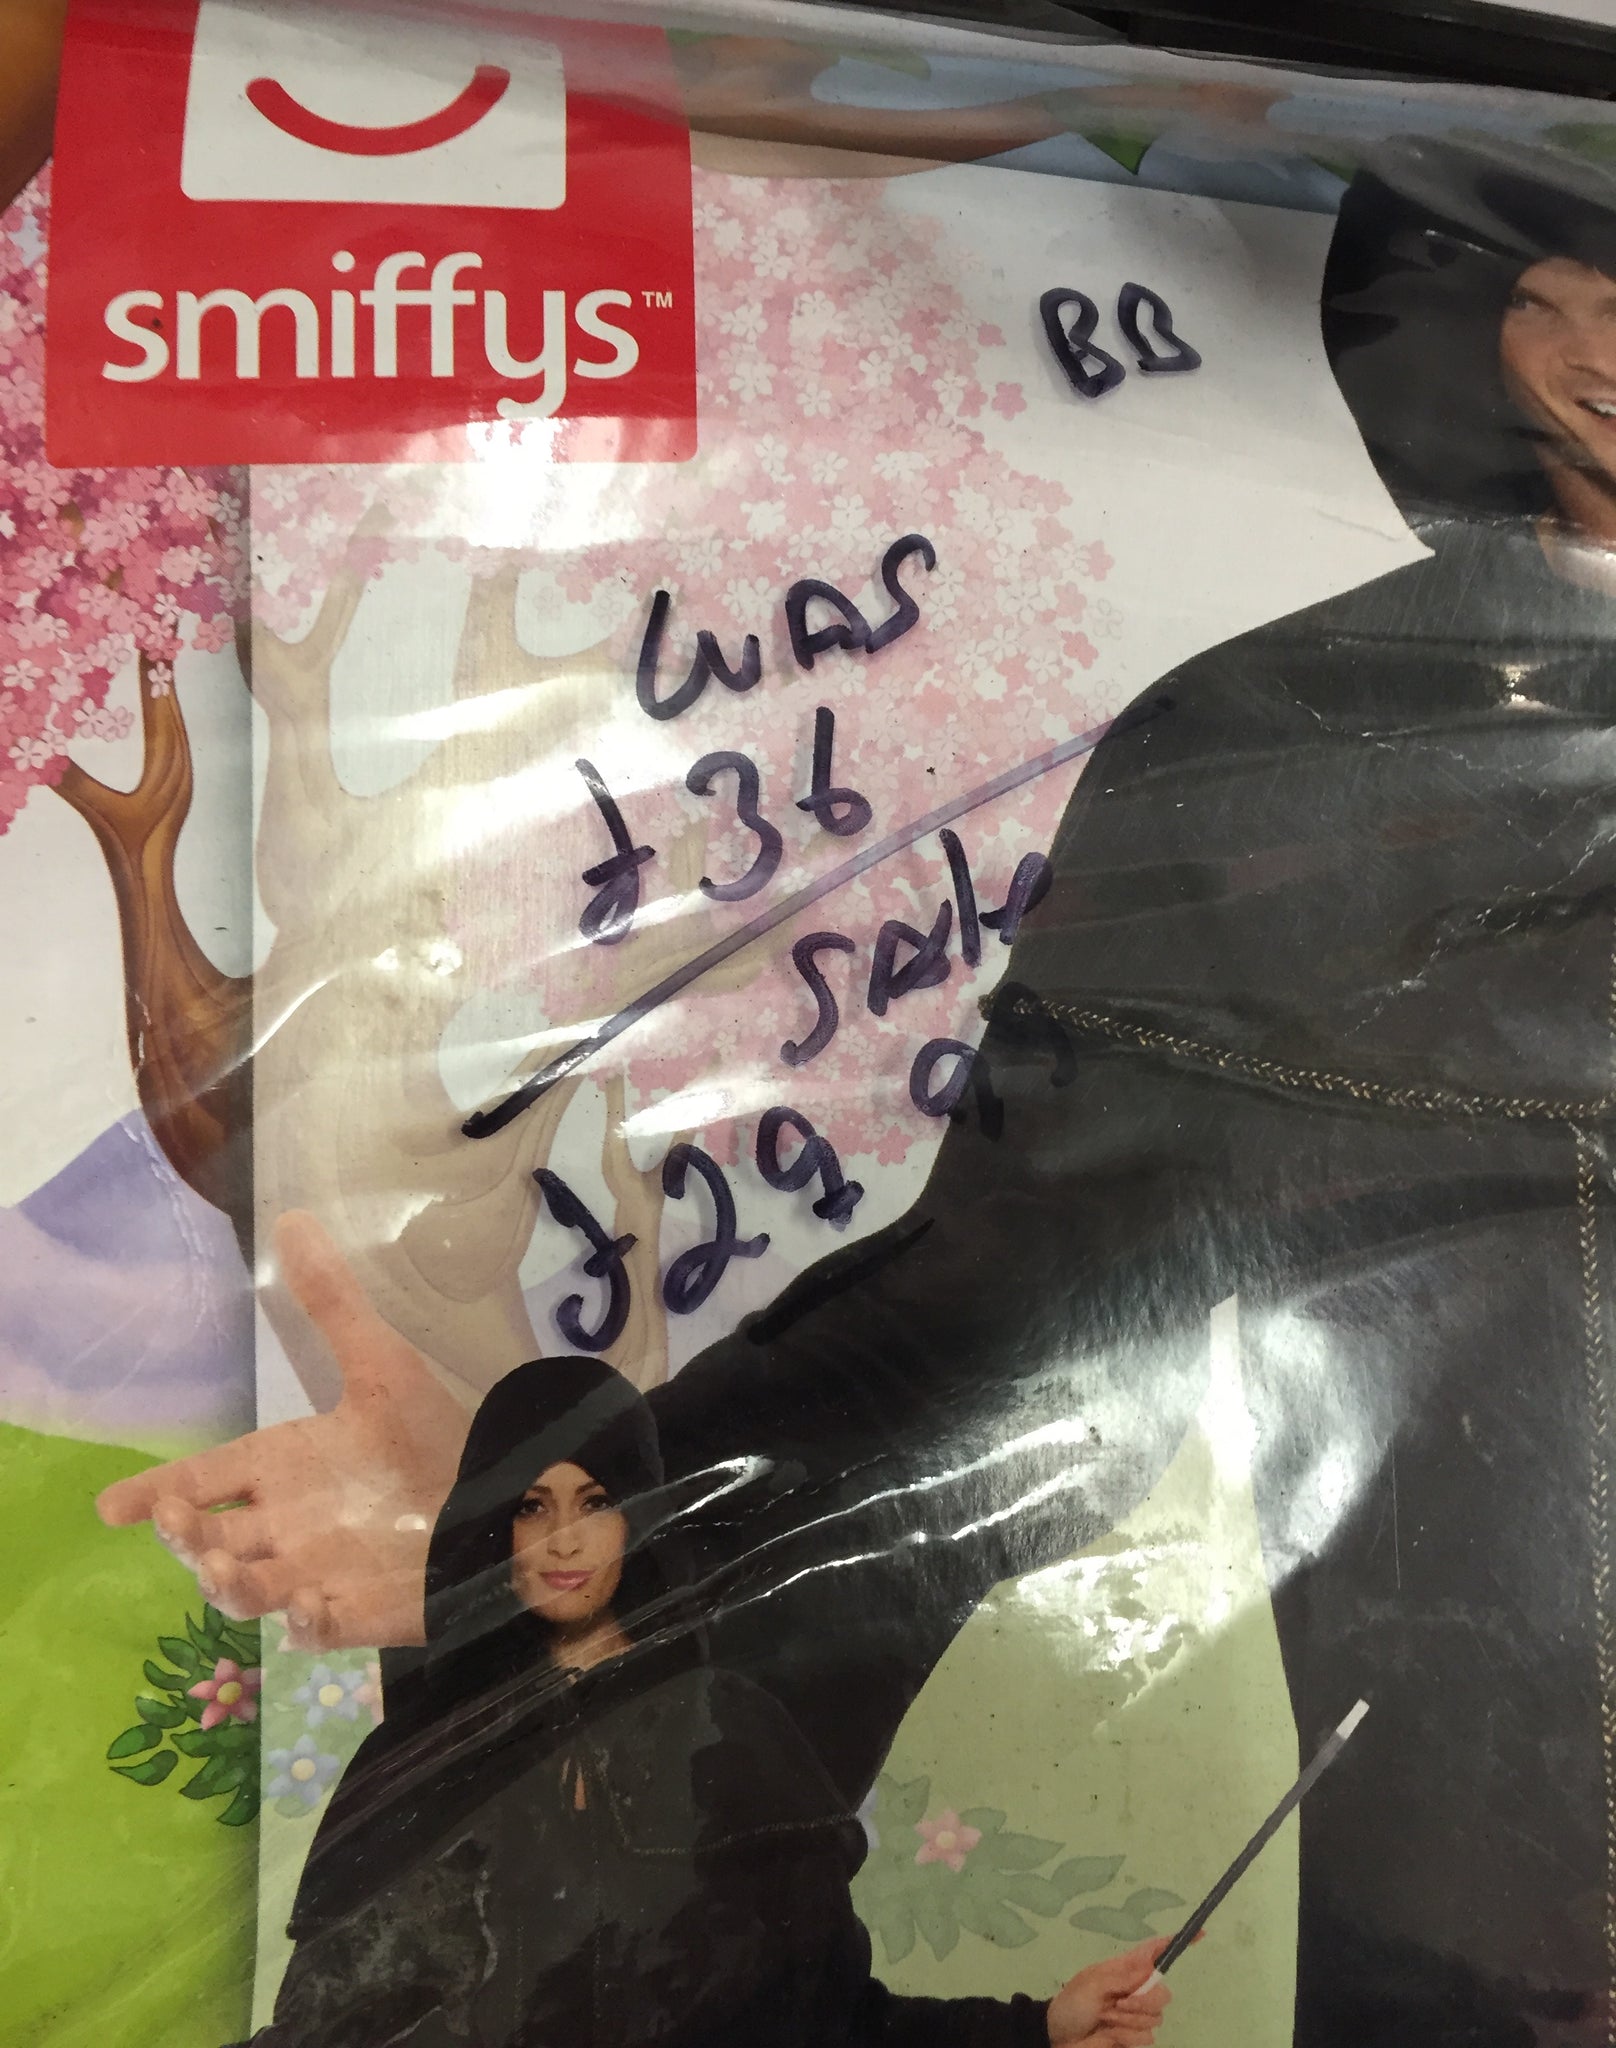 smiffys™
BB
WAS
£36
SAle
£29 99